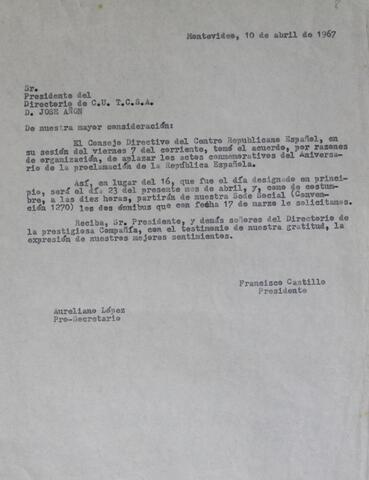 Montevideo, 10 de abril de 1967
Sr.
Presidente del
Directorio de C.U.T.C.S.A.
D. JOSE AÑON
De nuestra mayor consideración:
El Consejo Directivo del Centro Republicano Español, en
su sesión del viernes 7 del corriente, tomó el acuerdo, por razones
de organización, de aplazar los actos conmemorativos del Aniversa-
rio de la proclamación de la República Española.
Así, en lugar del 16, que fue el día designado en princi-
pio, será el día 23 del presente mes de abril, y, como de costum-
bre, a las diez horas, partirán de nuestra Sede Social (Conven-
ción 1270) los dos ómnibus que con fecha 17 de marzo le solicitamos.
Reciba, Sr. Presidente, y demás señores del Directorio de
la prestigiosa Compañía, con el testimonio de nuestra gratitud, la
expresión de nuestros mejores sentimientos.
Francisco Castillo
Presidente
Aureliano López
Pro-Secretario